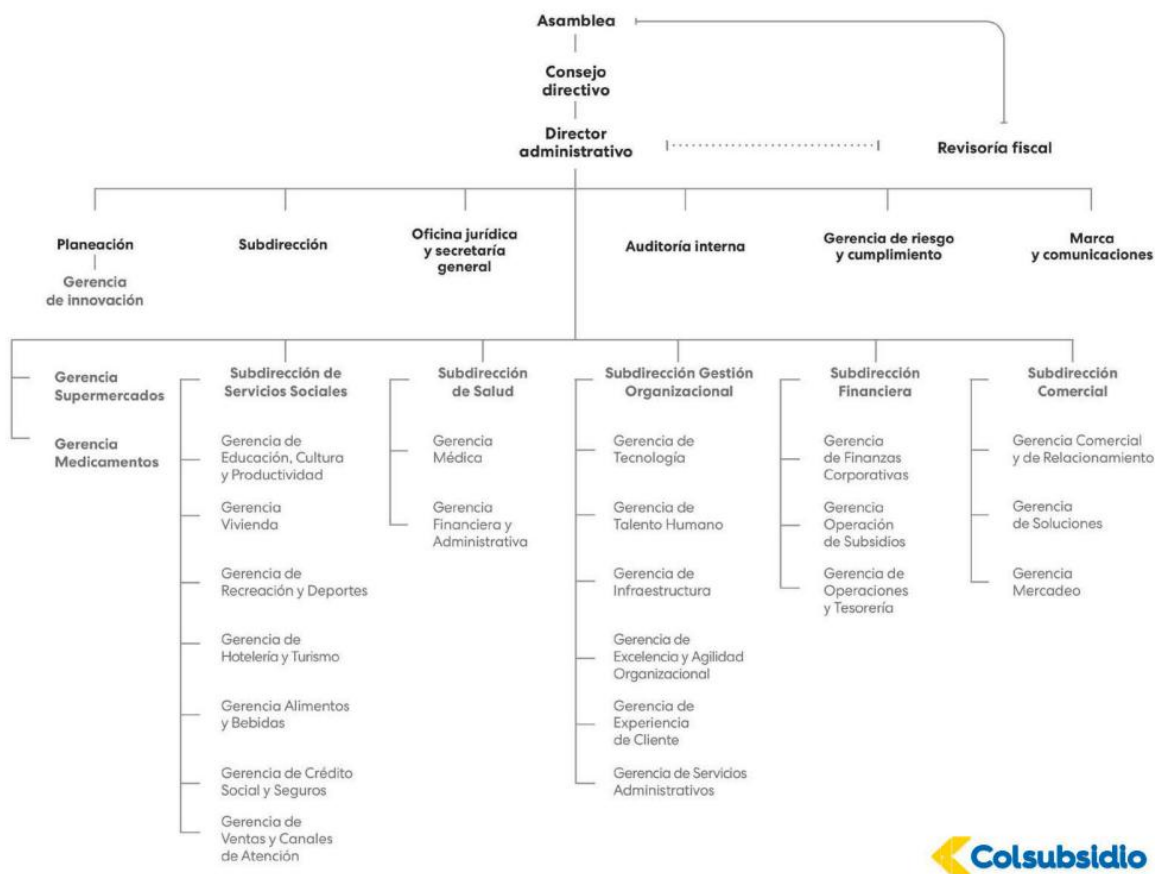 Asamblea
Consejo
directivo
Director
administrativo
Revisoría fiscal
Planeación
Gerencia
de innovación
Subdirección
Oficina jurídica
y secretaría
general
Auditoría interna
Gerencia de riesgo
y cumplimiento
Marca
y comunicaciones
Gerencia
Supermercados
Gerencia
Medicamentos
Subdirección de
Servicios Sociales
Gerencia de
Educación, Cultura
y Productividad
Gerencia
Vivienda
Gerencia de
Recreación y Deportes
Gerencia de
Hotelería y Turismo
Gerencia Alimentos
y Bebidas
Gerencia de Crédito
Social y Seguros
Gerencia de
Ventas y Canales
de Atención
Subdirección
de Salud
Gerencia
Médica
Gerencia
Financiera y
Administrativa
Subdirección Gestión
Organizacional
Gerencia de
Tecnología
Gerencia de
Talento Humano
Gerencia de
Infraestructura
Gerencia de
Excelencia y Agilidad
Organizacional
Gerencia de
Experiencia
de Cliente
Gerencia de Servicios
Administrativos
Subdirección
Financiera
Gerencia
de Finanzas
Corporativas
Gerencia
Operación
de Subsidios
Gerencia de
Operaciones
y Tesorería
Subdirección
Comercial
Gerencia Comercial
y de Relacionamiento
Gerencia
de Soluciones
Gerencia
Mercadeo
Colsubsidio